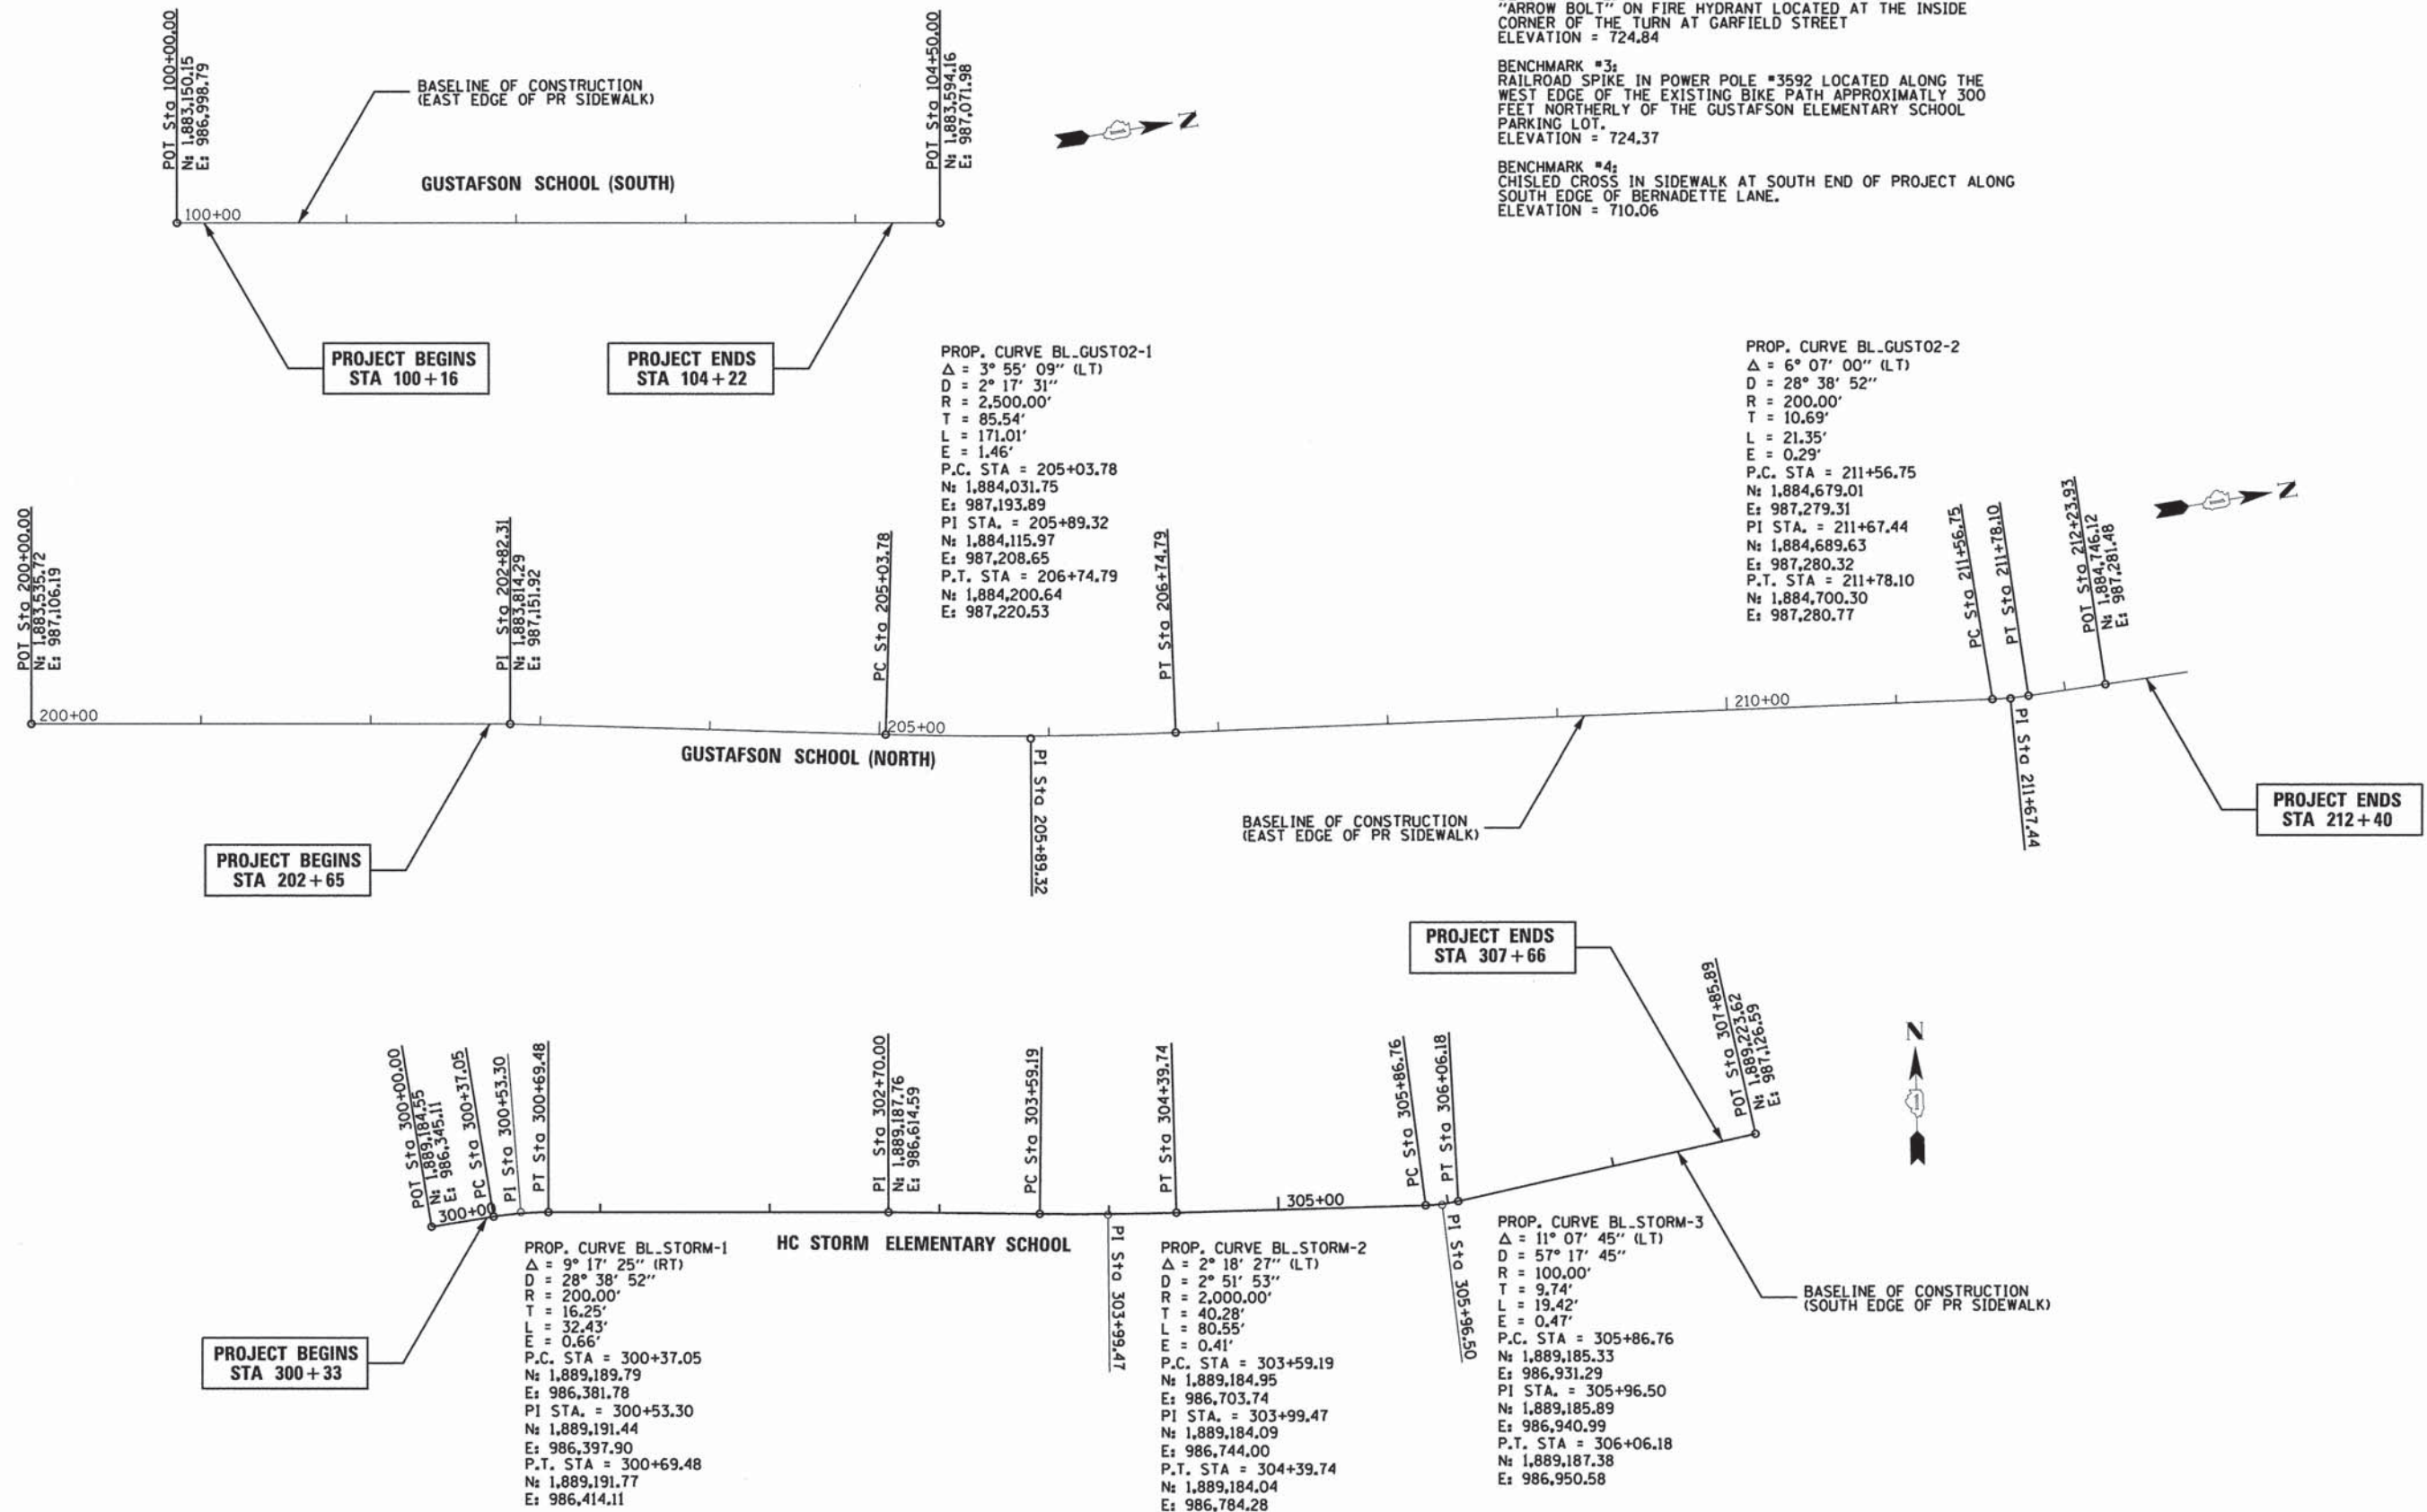 "ARROW BOLT" ON FIRE HYDRANT LOCATED AT THE INSIDE
CORNER OF THE TURN AT GARFIELD STREET
ELEVATION = 724.84
BENCHMARK #3:
RAILROAD SPIKE IN POWER POLE #3592 LOCATED ALONG THE
WEST EDGE OF THE EXISTING BIKE PATH APPROXIMATLY 300
FEET NORTHERLY OF THE GUSTAFSON ELEMENTARY SCHOOL
PARKING LOT.
ELEVATION = 724.37
BENCHMARK #4:
CHISLED CROSS IN SIDEWALK AT SOUTH END OF PROJECT ALONG
SOUTH EDGE OF BERNADETTE LANE.
ELEVATION = 710.06
POT Sta 100+00.00
N: 1,883,150.15
E: 986,998.79
BASELINE OF CONSTRUCTION
(EAST EDGE OF PR SIDEWALK)
GUSTAFSON SCHOOL (SOUTH)
POT Sta 104+50.00
N: 1,883,594.16
E: 987,071.98
N
100+00
PROJECT BEGINS
STA 100+16
PROJECT ENDS
STA 104+22
PROP. CURVE BL_GUST02-1
Δ = 3° 55' 09" (LT)
D = 2° 17' 31"
R = 2,500.00'
T = 85.54'
L = 171.01'
E = 1.46'
P.C. STA = 205+03.78
N: 1,884,031.75
E: 987,193.89
PI STA. = 205+89.32
N: 1,884,115.97
E: 987,208.65
P.T. STA = 206+74.79
N: 1,884,200.64
E: 987,220.53
PROP. CURVE BL_GUST02-2
Δ = 6° 07' 00" (LT)
D = 28° 38' 52"
R = 200.00'
T = 10.69'
L = 21.35'
E = 0.29'
P.C. STA = 211+56.75
N: 1,884,679.01
E: 987,279.31
PI STA. = 211+67.44
N: 1,884,689.63
E: 987,280.32
P.T. STA = 211+78.10
N: 1,884,700.30
E: 987,280.77
POT Sta 200+00.00
N: 1,883,535.72
E: 987,106.19
PI Sta 202+82.31
N: 1,883,814.29
E: 987,151.92
PC Sta 205+03.78
PT Sta 206+74.79
PC Sta 211+56.75
PT Sta 211+78.10
POT Sta 212+23.93
N: 1,884,746.12
E: 987,281.48
N
200+00
205+00
210+00
GUSTAFSON SCHOOL (NORTH)
PI Sta 205+89.32
PI Sta 211+67.44
BASELINE OF CONSTRUCTION
(EAST EDGE OF PR SIDEWALK)
PROJECT BEGINS
STA 202+65
PROJECT ENDS
STA 212+40
PROJECT ENDS
STA 307+66
POT Sta 300+00.00
N: 1,889,184.55
E: 986,345.11
PC Sta 300+37.05
PI Sta 300+53.30
PT Sta 300+69.48
PI Sta 302+70.00
N: 1,889,187.76
E: 986,614.59
PC Sta 303+59.19
PT Sta 304+39.74
PC Sta 305+86.76
PT Sta 306+06.18
POT Sta 307+85.89
N: 1,889,223.62
E: 987,126.59
N
300+00
305+00
HC STORM ELEMENTARY SCHOOL
PI Sta 303+99.47
PI Sta 305+96.50
PROJECT BEGINS
STA 300+33
PROP. CURVE BL_STORM-1
Δ = 9° 17' 25" (RT)
D = 28° 38' 52"
R = 200.00'
T = 16.25'
L = 32.43'
E = 0.66'
P.C. STA = 300+37.05
N: 1,889,189.79
E: 986,381.78
PI STA. = 300+53.30
N: 1,889,191.44
E: 986,397.90
P.T. STA = 300+69.48
N: 1,889,191.77
E: 986,414.11
PROP. CURVE BL_STORM-2
Δ = 2° 18' 27" (LT)
D = 2° 51' 53"
R = 2,000.00'
T = 40.28'
L = 80.55'
E = 0.41'
P.C. STA = 303+59.19
N: 1,889,184.95
E: 986,703.74
PI STA. = 303+99.47
N: 1,889,184.09
E: 986,744.00
P.T. STA = 304+39.74
N: 1,889,184.04
E: 986,784.28
PROP. CURVE BL_STORM-3
Δ = 11° 07' 45" (LT)
D = 57° 17' 45"
R = 100.00'
T = 9.74'
L = 19.42'
E = 0.47'
P.C. STA = 305+86.76
N: 1,889,185.33
E: 986,931.29
PI STA. = 305+96.50
N: 1,889,185.89
E: 986,940.99
P.T. STA = 306+06.18
N: 1,889,187.38
E: 986,950.58
BASELINE OF CONSTRUCTION
(SOUTH EDGE OF PR SIDEWALK)